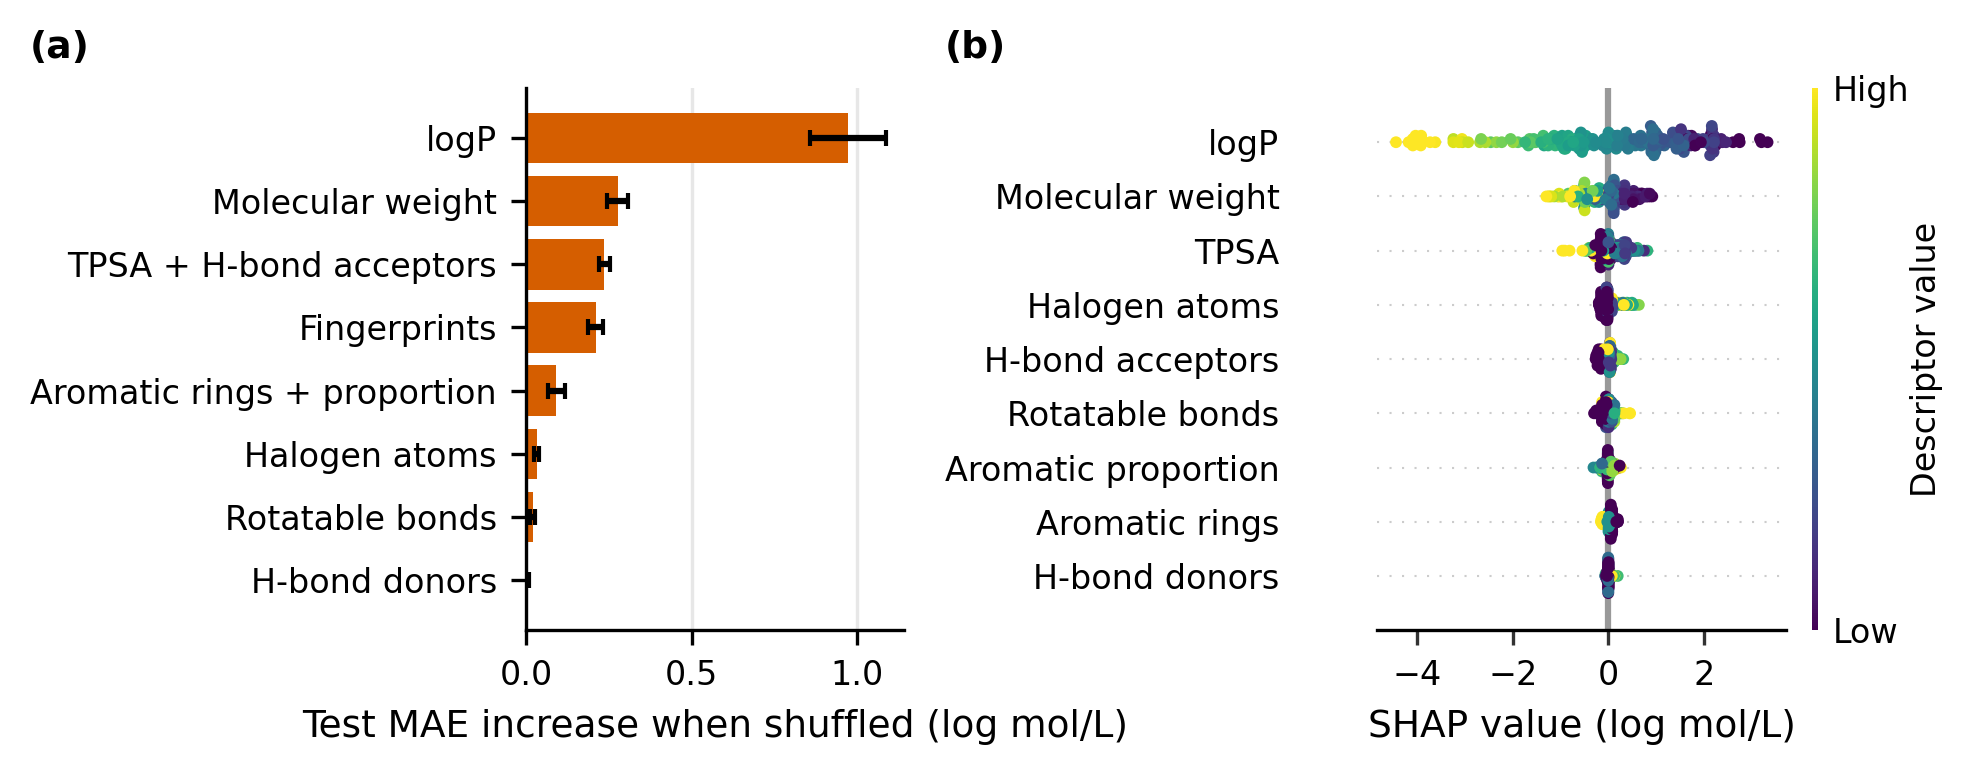 (a)
logP
Molecular weight
TPSA + H-bond acceptors
Fingerprints
Aromatic rings + proportion
Halogen atoms
Rotatable bonds
H-bond donors
0.0 0.5 1.0
Test MAE increase when shuffled (log mol/L)
(b)
logP
Molecular weight
TPSA
Halogen atoms
H-bond acceptors
Rotatable bonds
Aromatic proportion
Aromatic rings
H-bond donors
−4 −2 0 2
SHAP value (log mol/L)
High
Descriptor value
Low